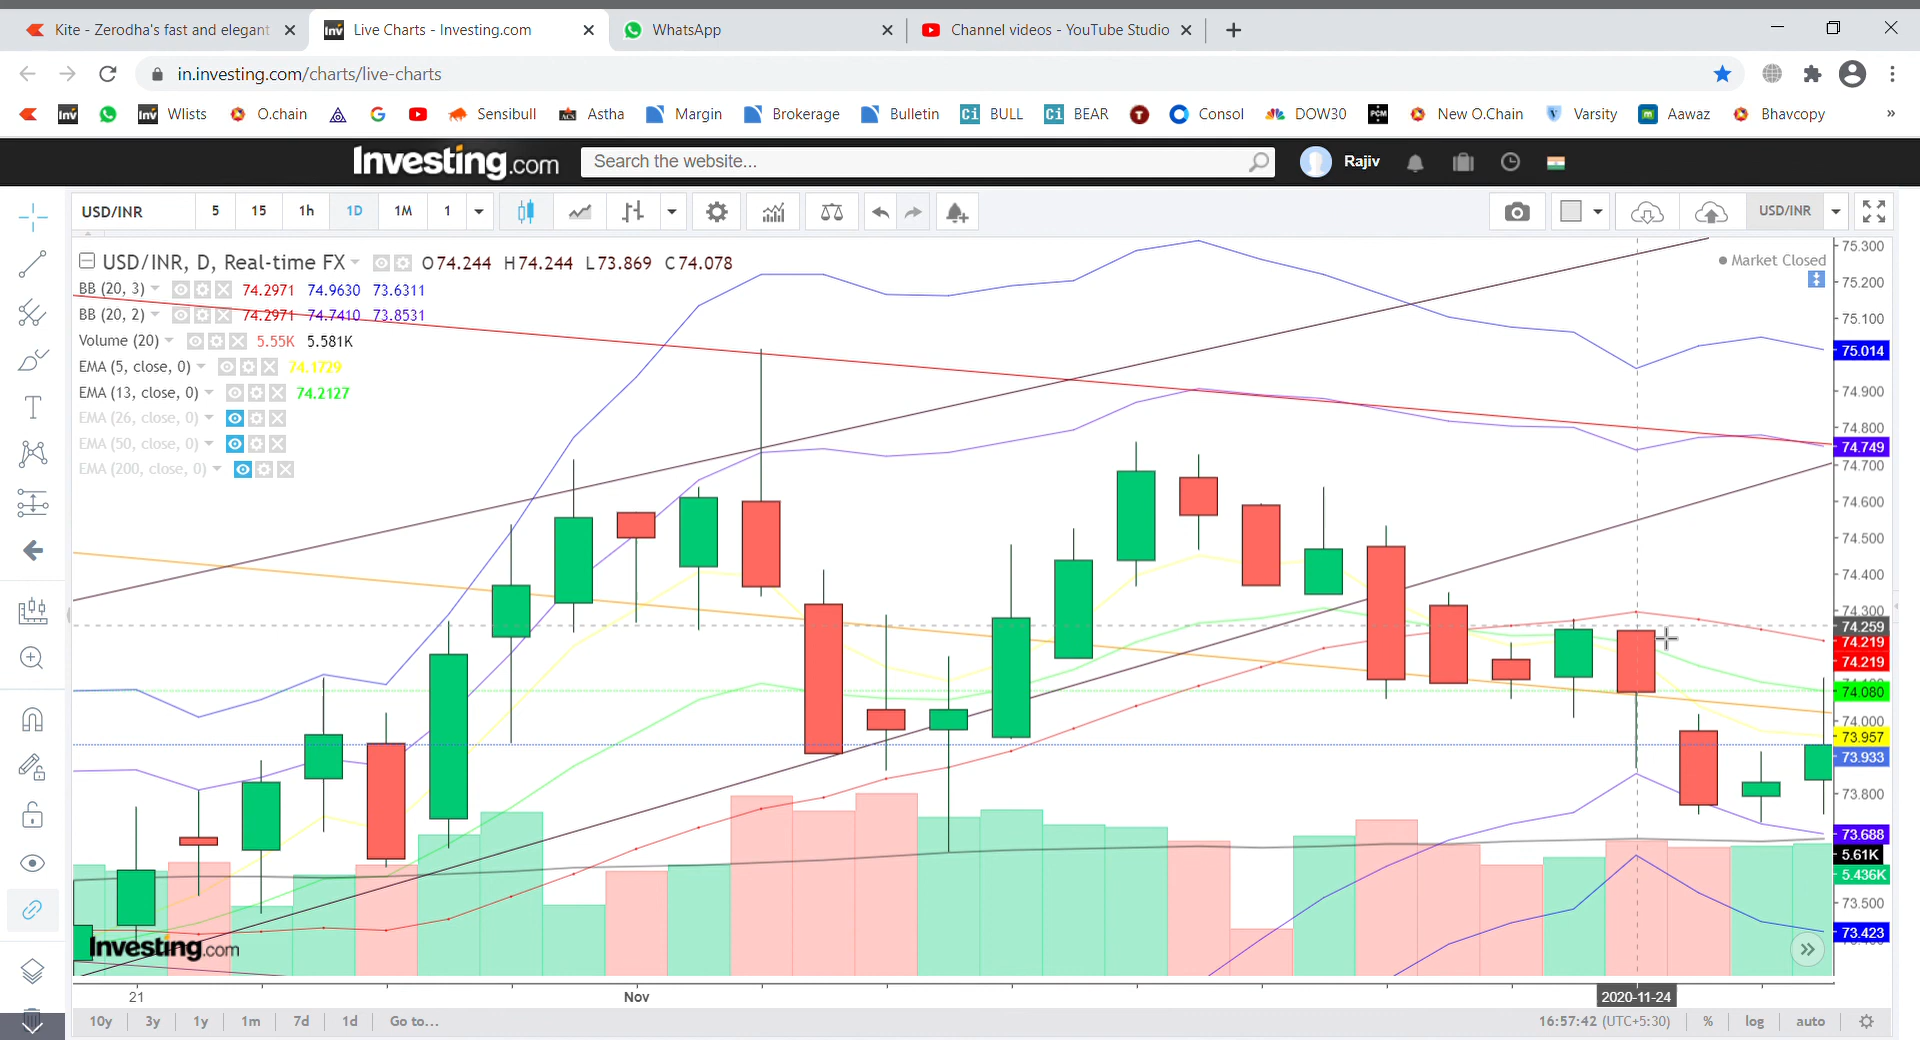 Kite - Zerodha's fast and elegant
Live Charts - Investing.com
WhatsApp
Channel videos - YouTube Studio
in.investing.com/charts/live-charts
Wlists O.chain Sensibull Astha Margin Brokerage Bulletin BULL BEAR Consol DOW30 New O.Chain Varsity Aawaz Bhavcopy »
Investing.com Search the website... Rajiv
USD/INR 5 15 1h 1D 1M 1 USD/INR
USD/INR, D, Real-time FX O74.244 H74.244 L73.869 C74.078
Market Closed
BB (20, 3) 74.2971 74.9630 73.6311
BB (20, 2) 74.2971 74.7410 73.8531
Volume (20) 5.55K 5.581K
EMA (5, close, 0) 74.1729
EMA (13, close, 0) 74.2127
EMA (26, close, 0)
EMA (50, close, 0)
EMA (200, close, 0)
75.300
75.200
75.100
75.014
74.900
74.800
74.749
74.700
74.600
74.500
74.400
74.300
74.259
74.219
74.219
74.080
74.000
73.957
73.933
73.800
73.688
5.61K
5.436K
73.500
73.423
Investing.com
21 Nov 2020-11-24
10y 3y 1y 1m 7d 1d Go to... 16:57:42 (UTC+5:30) % log auto